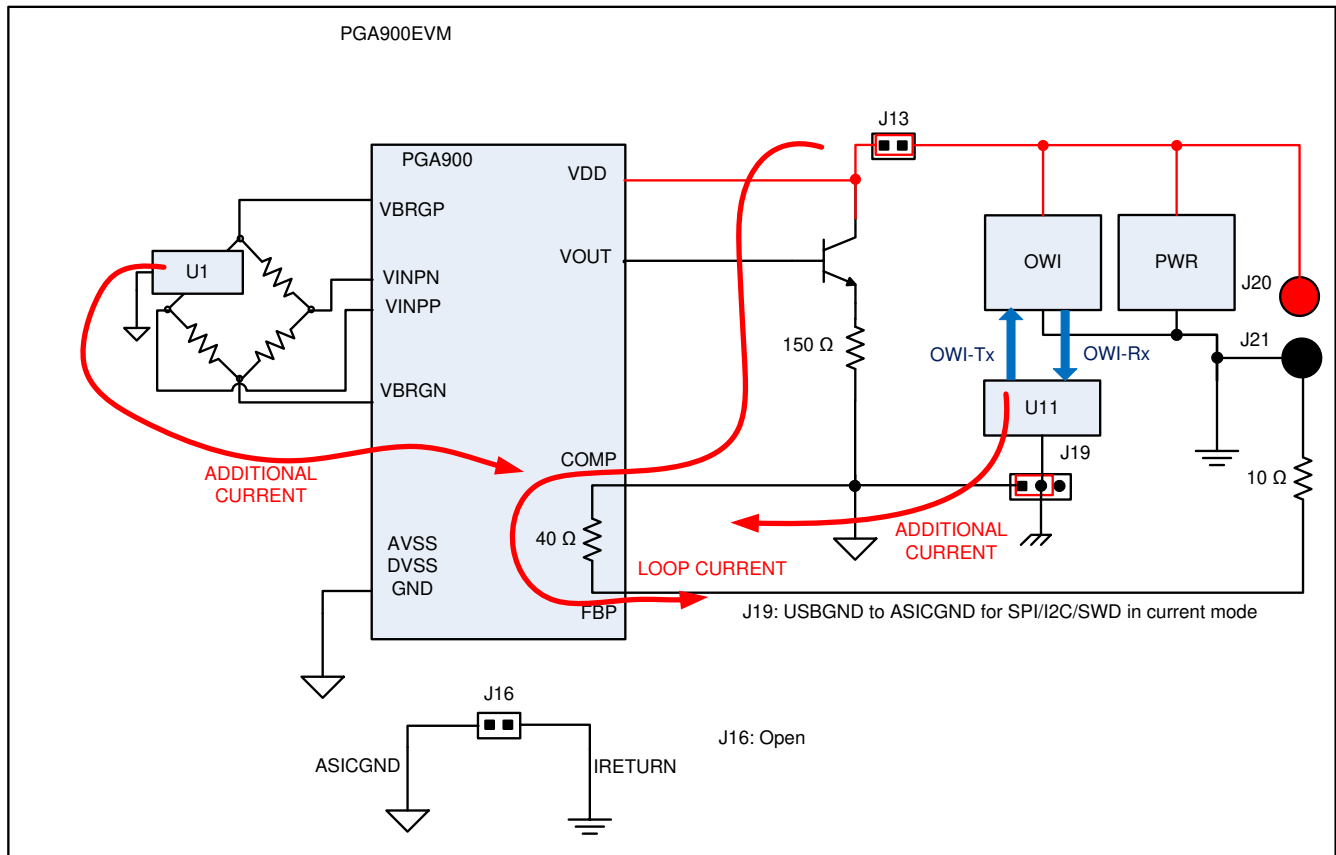 PGA900EVM
J13
PGA900
VDD
VBRGP
VOUT
U1
VINPN
VINPP
OWI
PWR
J20
J21
150 Ω
OWI-Tx
OWI-Rx
VBRGN
U11
COMP
J19
ADDITIONAL
CURRENT
10 Ω
40 Ω
ADDITIONAL
CURRENT
AVSS
DVSS
GND
LOOP CURRENT
FBP
J19: USBGND to ASICGND for SPI/I2C/SWD in current mode
J16
J16: Open
ASICGND
IRETURN